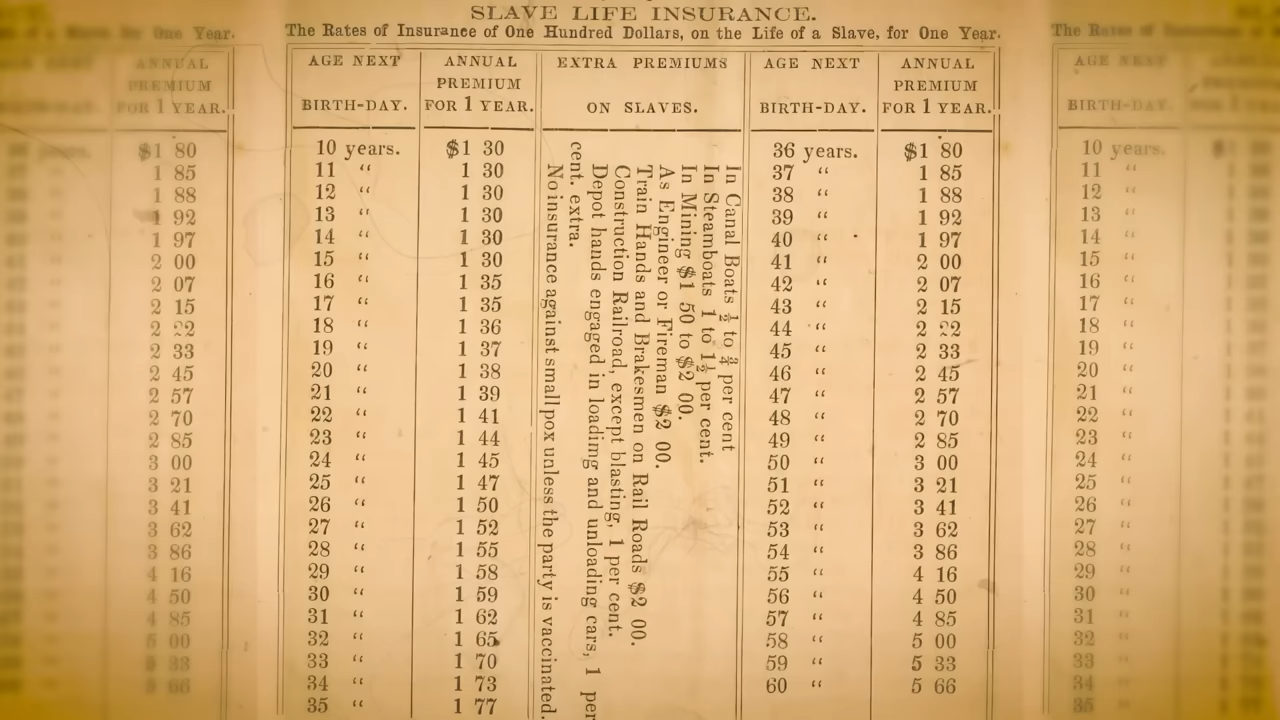 SLAVE LIFE INSURANCE.
The Rates of Insurance of One Hundred Dollars, on the Life of a Slave, for One Year.
AGE NEXT BIRTH-DAY. ANNUAL PREMIUM FOR 1 YEAR.
10 years. $1 30
11 “ 1 30
12 “ 1 30
13 “ 1 30
14 “ 1 30
15 “ 1 30
16 “ 1 35
17 “ 1 35
18 “ 1 36
19 “ 1 37
20 “ 1 38
21 “ 1 39
22 “ 1 41
23 “ 1 44
24 “ 1 45
25 “ 1 47
26 “ 1 50
27 “ 1 52
28 “ 1 55
29 “ 1 58
30 “ 1 59
31 “ 1 62
32 “ 1 65
33 “ 1 70
34 “ 1 73
35 “ 1 77
EXTRA PREMIUMS
ON SLAVES.
In Canal Boats ½ to ¾ per cent
In Steamboats 1 to 1½ per cent.
In Mining $1 50 to $2 00.
As Engineer or Fireman $2 00.
Train Hands and Brakesmen on Rail Roads $2 00.
Construction Railroad, except blasting, 1 per cent.
Depot hands engaged in loading and unloading cars, 1 per
cent. extra.
No insurance against small pox unless the party is vaccinated.
AGE NEXT BIRTH-DAY. ANNUAL PREMIUM FOR 1 YEAR.
36 years. $1 80
37 “ 1 85
38 “ 1 88
39 “ 1 92
40 “ 1 97
41 “ 2 00
42 “ 2 07
43 “ 2 15
44 “ 2 22
45 “ 2 33
46 “ 2 45
47 “ 2 57
48 “ 2 70
49 “ 2 85
50 “ 3 00
51 “ 3 21
52 “ 3 41
53 “ 3 62
54 “ 3 86
55 “ 4 16
56 “ 4 50
57 “ 4 85
58 “ 5 00
59 “ 5 33
60 “ 5 66